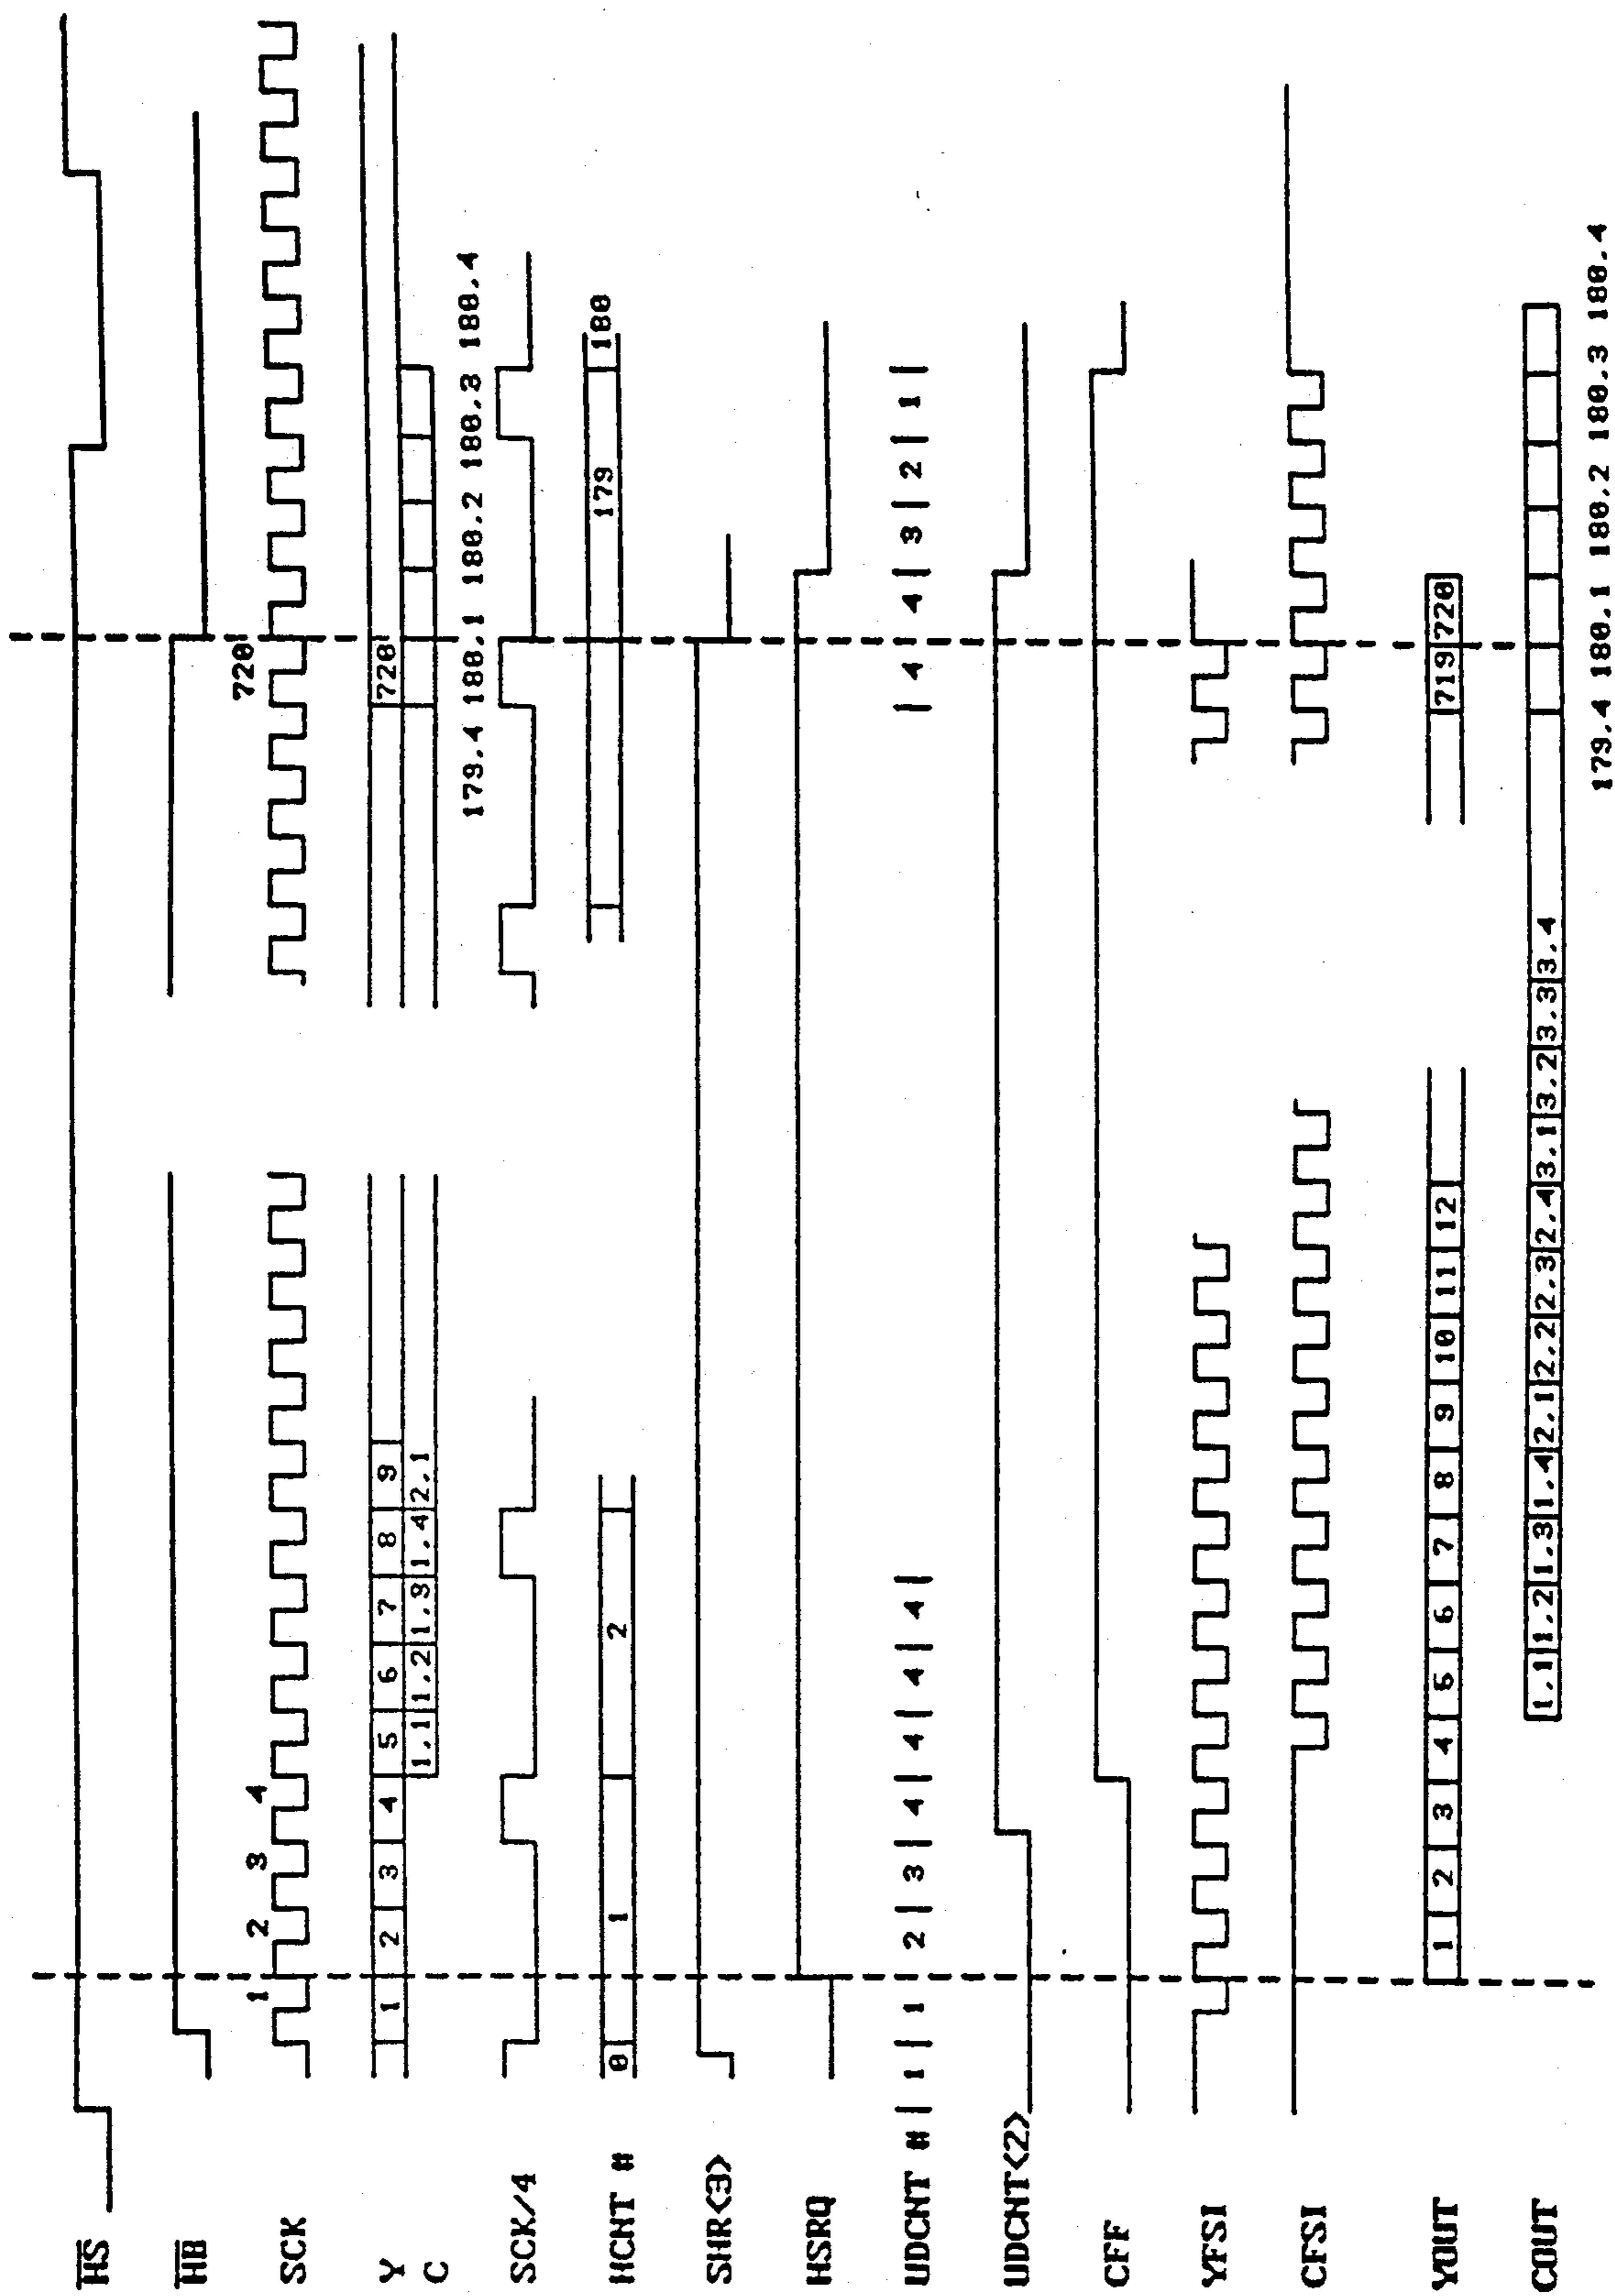 HS
HB
SCK 1 2 3 4 720
Y 1 2 3 4 5 6 7 8 9 720
C 1.1 1.2 1.3 1.4 2.1
179.4 180.1 180.2 180.3 180.4
SCK/4
HCNT # 0 1 2 179 180
SHR<3>
HSRQ
UDCNT # | 1 | 1 | 2 | 3 | 4 | 4 | 4 | 4 | | 4 | 4 | 3 | 2 | 1 |
UDCNT<2>
CFF
YFSI
CFSI
YOUT 1 2 3 4 5 6 7 8 9 10 11 12 719 720
COUT 1.1 1.2 1.3 1.4 2.1 2.2 2.3 2.4 3.1 3.2 3.3 3.4
179.4 180.1 180.2 180.3 180.4